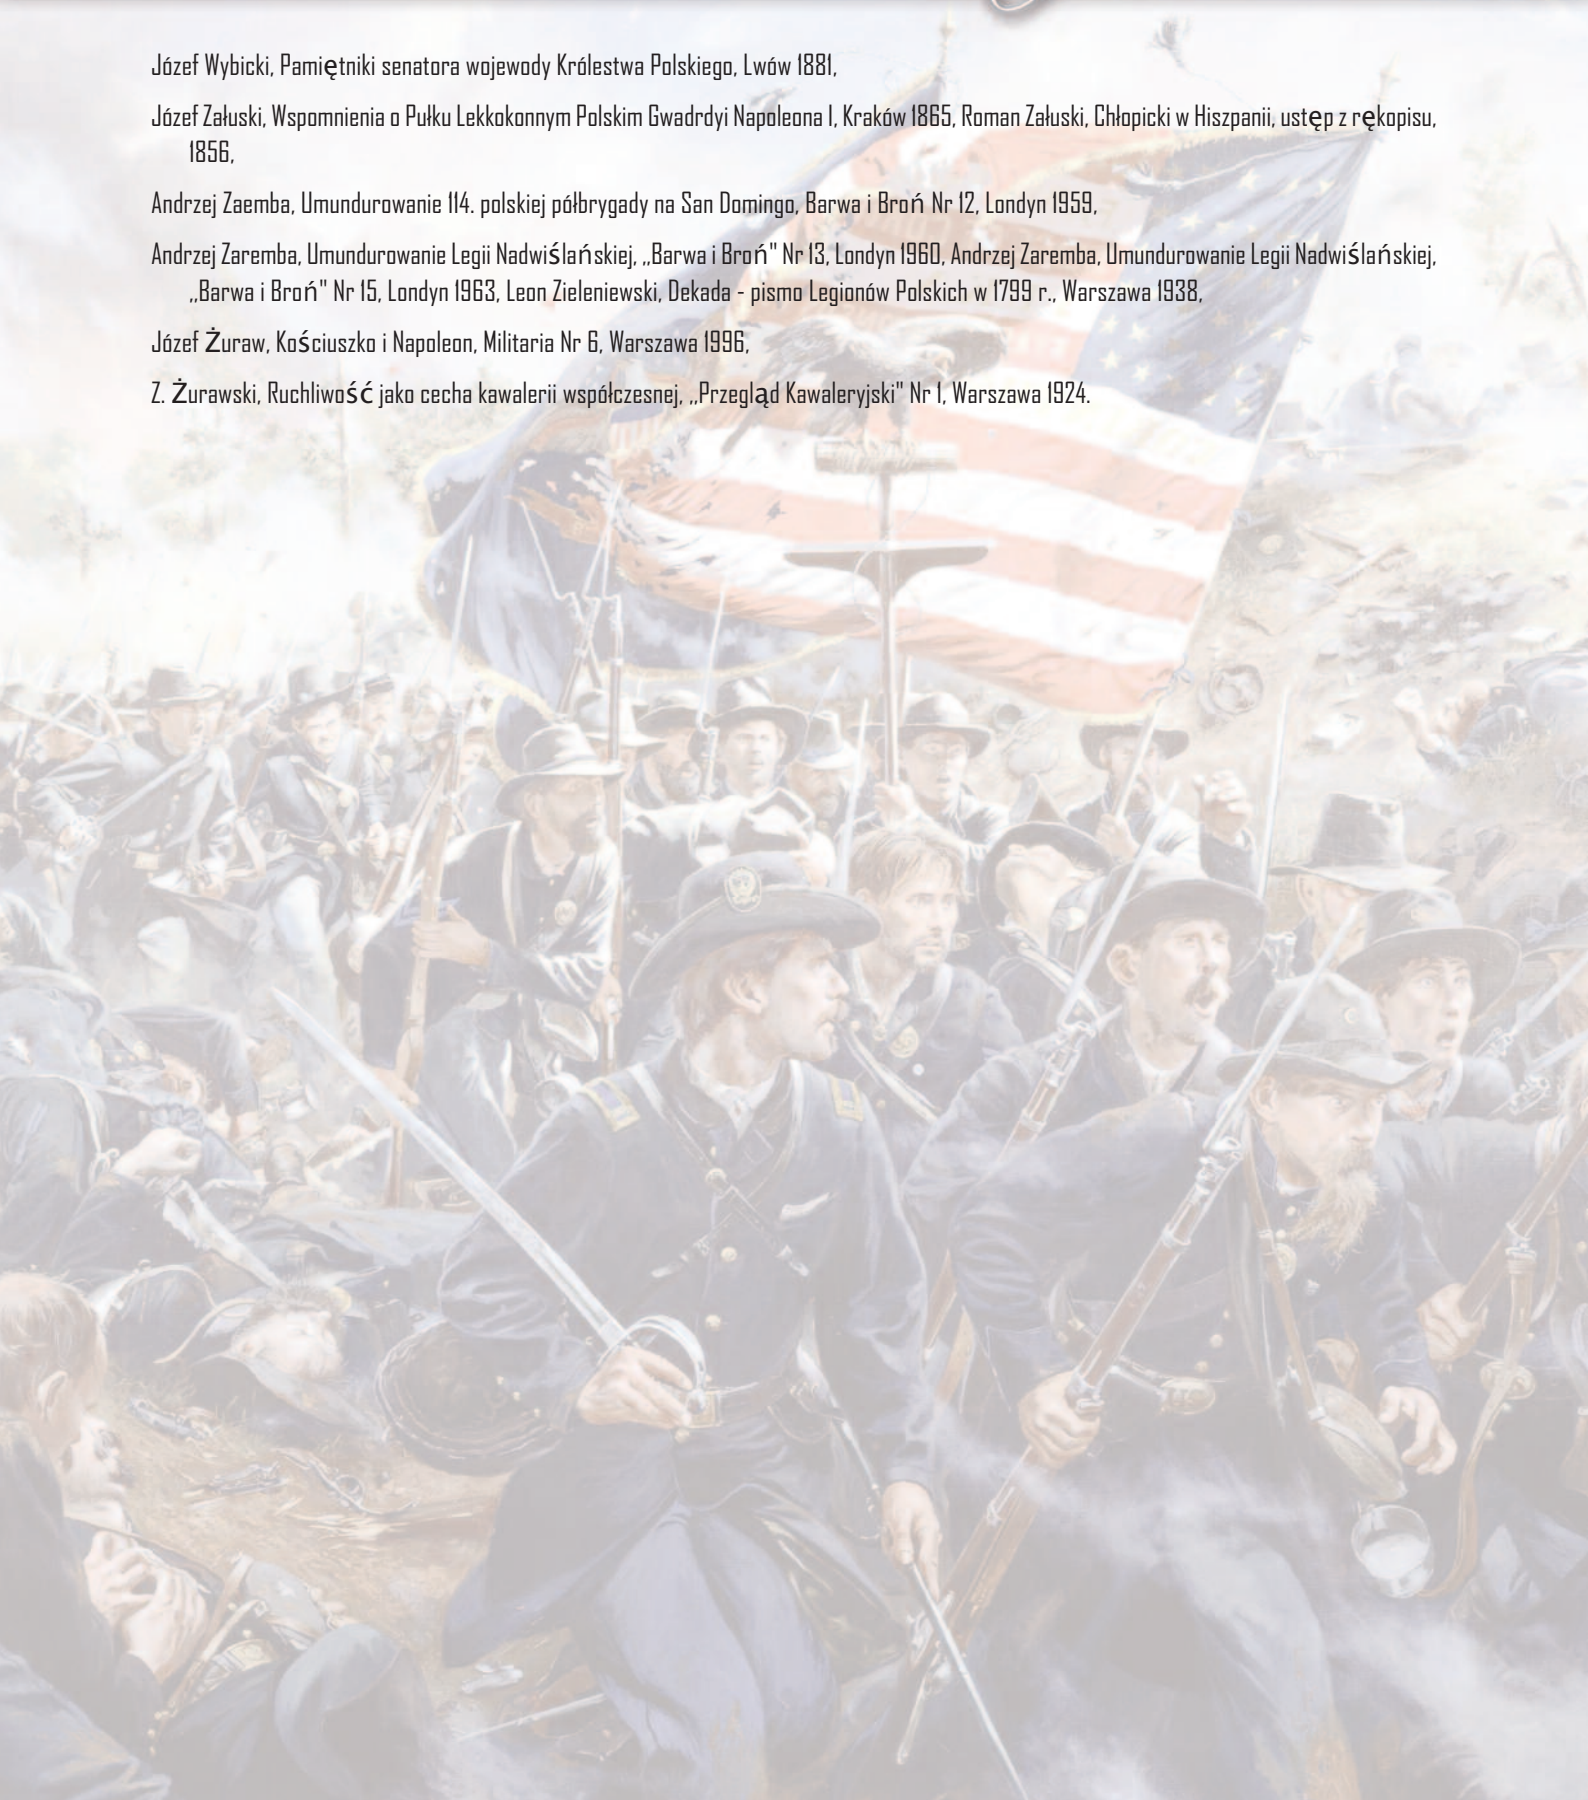 Józef Wybicki, Pamiętniki senatora wojewody Królestwa Polskiego, Lwów 1881,
Józef Załuski, Wspomnienia o Pułku Lekkokonnym Polskim Gwadrdyi Napoleona I, Kraków 1865, Roman Załuski, Chłopicki w Hiszpanii, ustęp z rękopisu,
1856,
Andrzej Zaemba, Umundurowanie 114. polskiej półbrygady na San Domingo, Barwa i Broń Nr 12, Londyn 1959,
Andrzej Zaremba, Umundurowanie Legii Nadwiślańskiej, ,,Barwa i Broń" Nr 13, Londyn 1960, Andrzej Zaremba, Umundurowanie Legii Nadwiślańskiej,
,,Barwa i Broń" Nr 15, Londyn 1963, Leon Zieleniewski, Dekada - pismo Legionów Polskich w 1799 r., Warszawa 1938,
Józef Żuraw, Kościuszko i Napoleon, Militaria Nr 6, Warszawa 1996,
Z. Żurawski, Ruchliwość jako cecha kawalerii współczesnej, ,,Przegląd Kawaleryjski" Nr 1, Warszawa 1924.